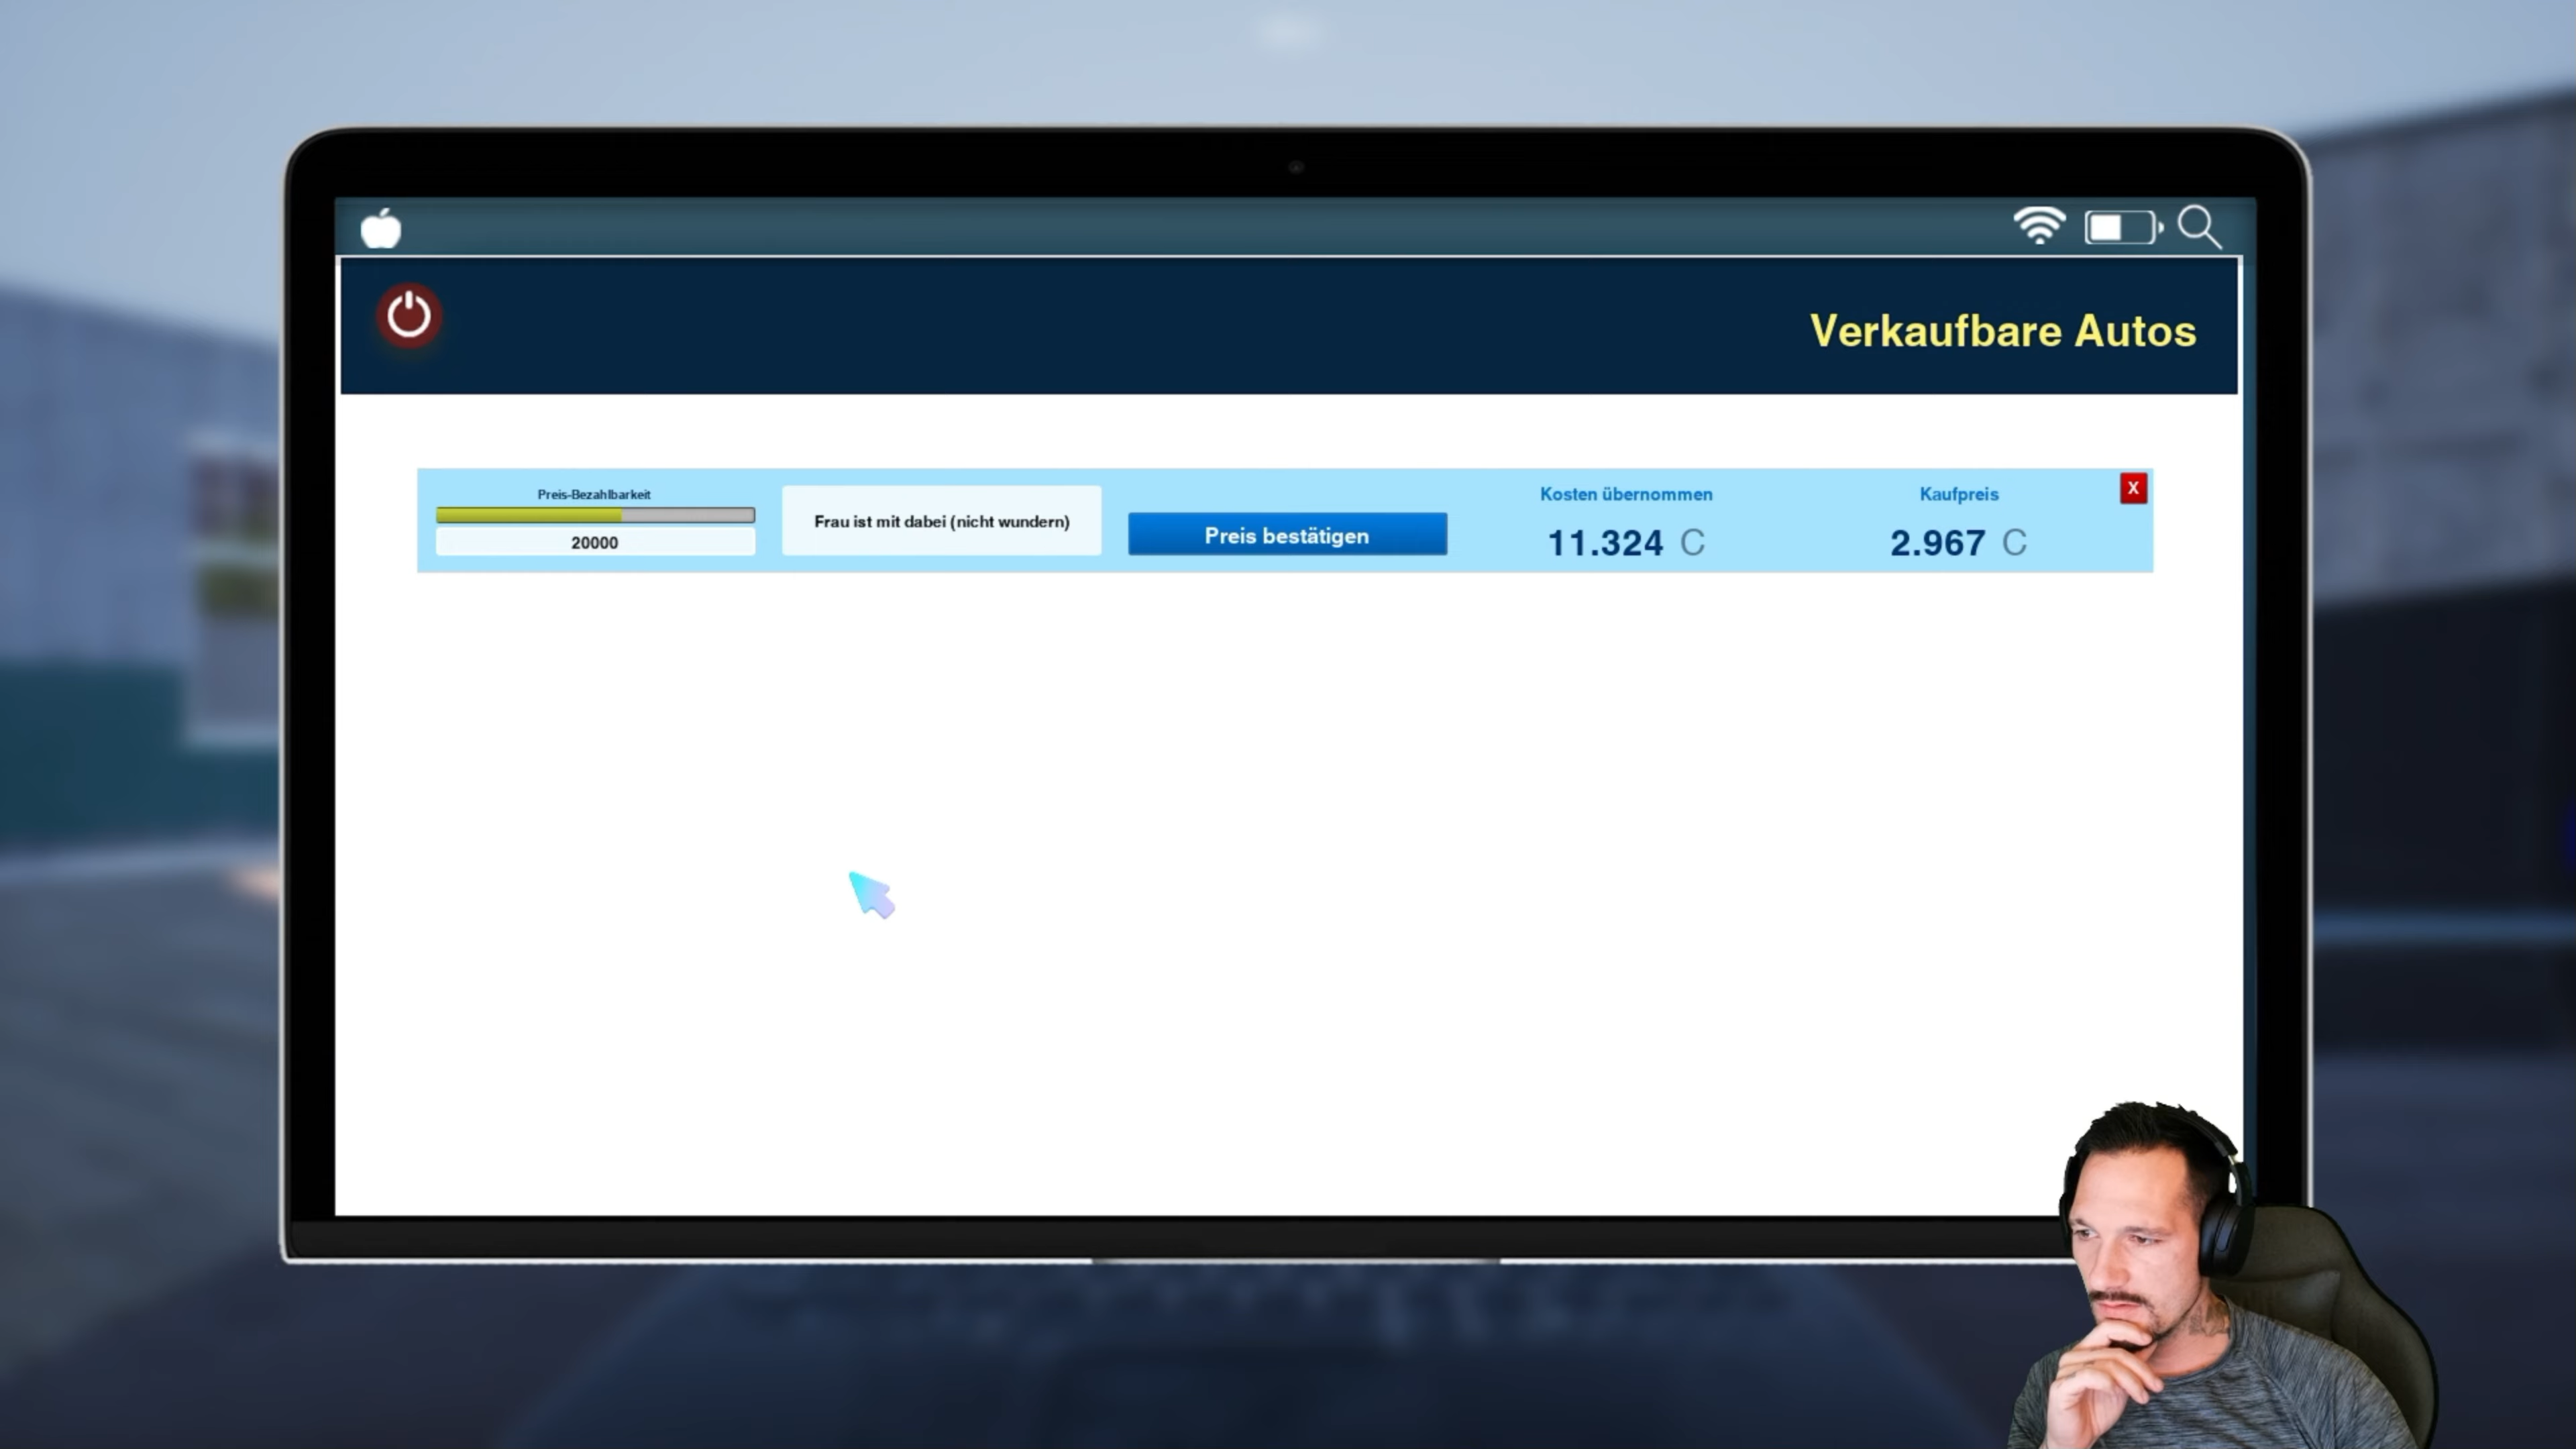 Verkaufbare Autos
Preis-Bezahlbarkeit
20000
Frau ist mit dabei (nicht wundern)
Preis bestätigen
Kosten übernommen
11.324 C
Kaufpreis
2.967 C
X